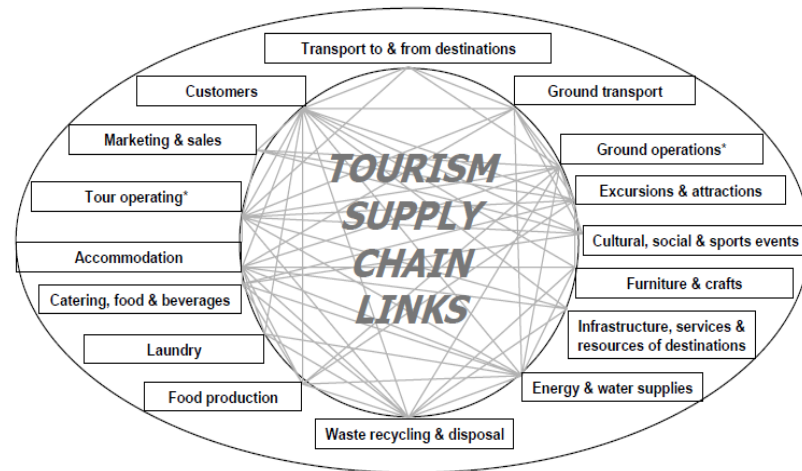 Transport to & from destinations
Customers
Ground transport
Marketing & sales
Ground operations*
Tour operating*
Excursions & attractions
Cultural, social & sports events
Accommodation
Furniture & crafts
Catering, food & beverages
Infrastructure, services &
resources of destinations
Laundry
Energy & water supplies
Food production
Waste recycling & disposal
TOURISM
SUPPLY
CHAIN
LINKS